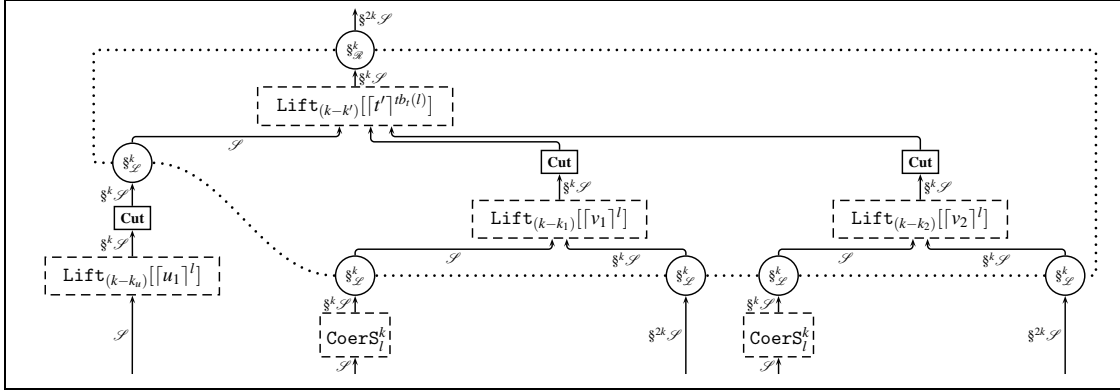 §^{2k}𝒮
§^k_ℛ
§^k𝒮
Lift_{(k−k′)}[⌈t′⌉^{tb_t(l)}]
𝒮
§^k_ℒ Cut Cut
§^k𝒮 §^k𝒮 §^k𝒮
Cut Lift_{(k−k_1)}[⌈v_1⌉^l] Lift_{(k−k_2)}[⌈v_2⌉^l]
§^k𝒮 𝒮 §^k𝒮 𝒮 §^k𝒮
Lift_{(k−k_u)}[⌈u_1⌉^l] §^k_ℒ §^k_ℒ §^k_ℒ §^k_ℒ
§^k𝒮 §^k𝒮
𝒮 CoerS^k_l §^{2k}𝒮 CoerS^k_l §^{2k}𝒮
𝒮 𝒮